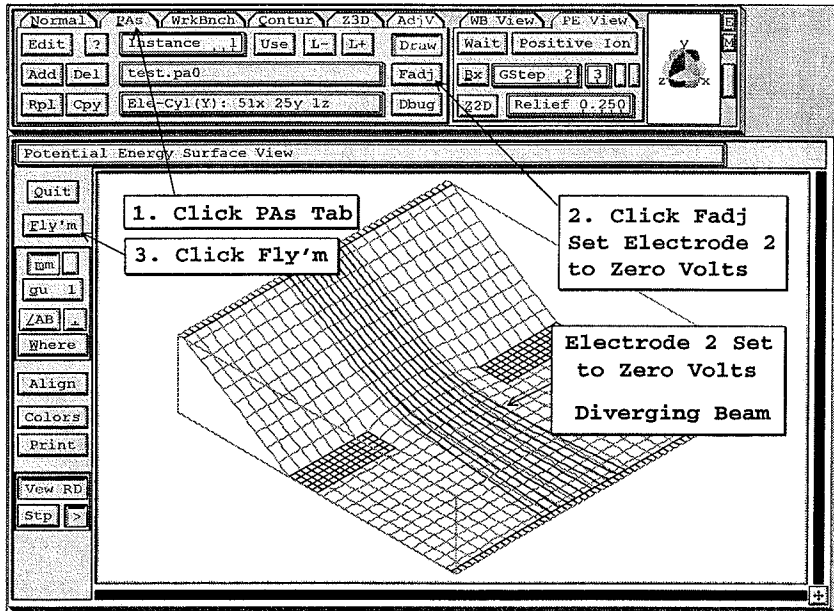 Normal PAs WrkBnch Contur Z3D AdjV WB View PE View E
Edit ? Instance 1 Use L- L+ Draw Wait Positive Ion M
Add Del test.pa0 Fadj Bx GStep 2 3
Rpl Cpy Ele-Cyl(Y): 51x 25y 1z Dbug Z2D Relief 0.250
y
z x
Potential Energy Surface View
Quit
Fly'm
mm
gu 1
∠AB
Where
Align
Colors
Print
Vew RD
Stp >
1. Click PAs Tab
3. Click Fly'm
2. Click Fadj
Set Electrode 2
to Zero Volts
Electrode 2 Set
to Zero Volts
Diverging Beam